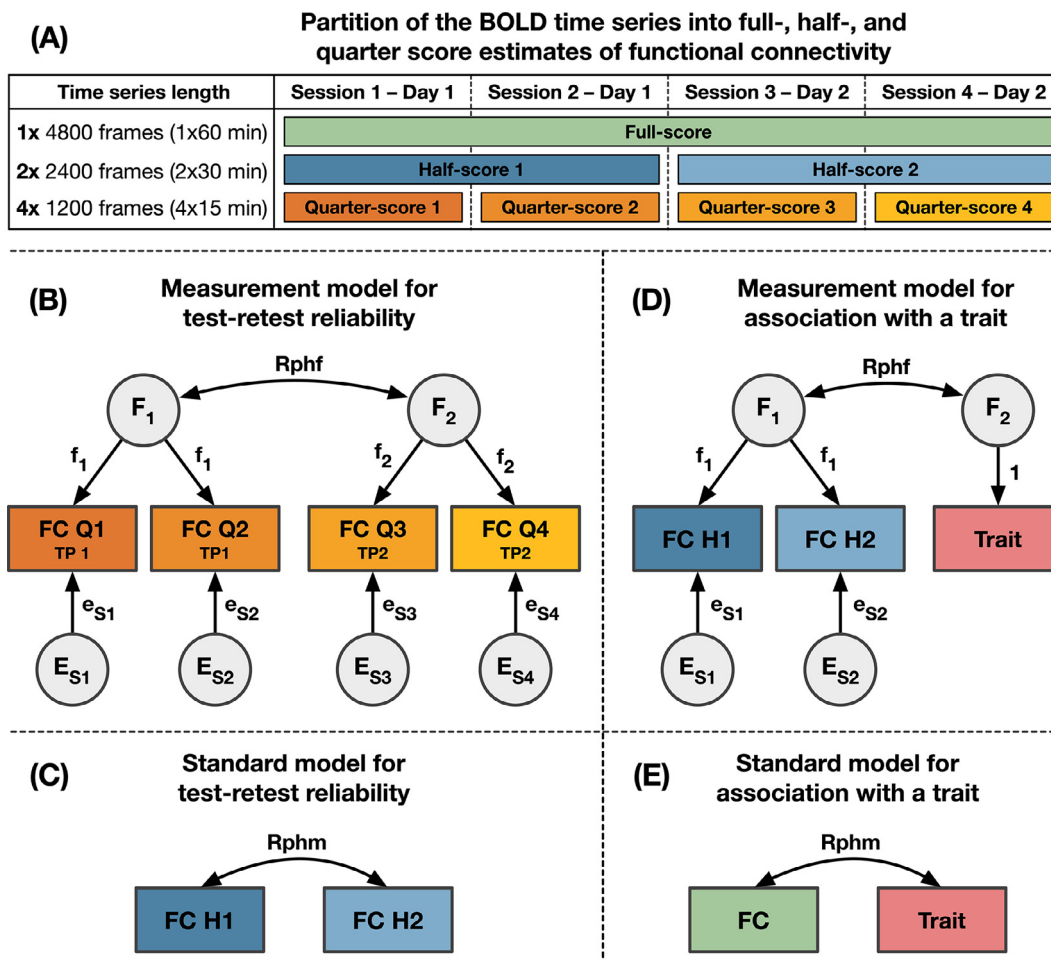 (A)
Partition of the BOLD time series into full-, half-, and
quarter score estimates of functional connectivity
Time series length Session 1 – Day 1 Session 2 – Day 1 Session 3 – Day 2 Session 4 – Day 2
1x 4800 frames (1x60 min) Full-score
2x 2400 frames (2x30 min) Half-score 1 Half-score 2
4x 1200 frames (4x15 min) Quarter-score 1 Quarter-score 2 Quarter-score 3 Quarter-score 4
(B)
Measurement model for
test-retest reliability
Rphf
F1 F2
f1 f1 f2 f2
FC Q1 FC Q2 FC Q3 FC Q4
TP 1 TP1 TP2 TP2
eS1 eS2 eS3 eS4
ES1 ES2 ES3 ES4
(D)
Measurement model for
association with a trait
Rphf
F1 F2
f1 f1 1
FC H1 FC H2 Trait
eS1 eS2
ES1 ES2
(C)
Standard model for
test-retest reliability
Rphm
FC H1 FC H2
(E)
Standard model for
association with a trait
Rphm
FC Trait